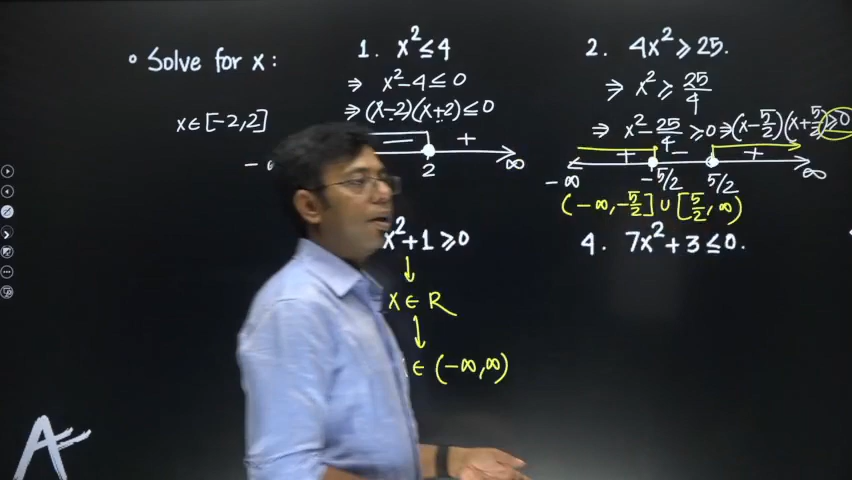 • Solve for x:
x∈[-2,2]
1. x² ≤ 4
⇒ x²-4 ≤ 0
⇒ (x-2)(x+2) ≤ 0
- +
2 ∞
x²+1 ≥ 0
↓
x ∈ R
↓
∈ (-∞,∞)
2. 4x² ≥ 25.
⇒ x² ≥ 25/4
⇒ x² - 25/4 ≥ 0 ⇒ (x-5/2)(x+5/2) ≥ 0
+ - +
-∞ -5/2 5/2 ∞
(-∞,-5/2] ∪ [5/2,∞)
4. 7x²+3 ≤ 0.